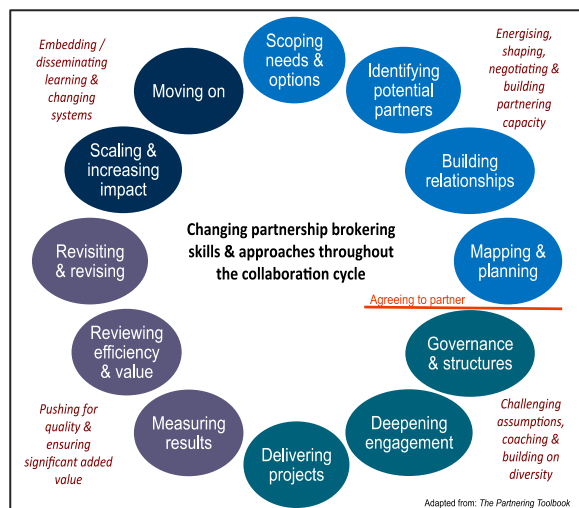 Embedding /
disseminating
learning &
changing
systems
Moving on
Scoping
needs &
options
Identifying
potential
partners
Energising,
shaping,
negotiating &
building
partnering
capacity
Scaling &
increasing
impact
Building
relationships
Changing partnership brokering
skills & approaches throughout
the collaboration cycle
Revisiting
& revising
Mapping &
planning
Agreeing to partner
Reviewing
efficiency
& value
Governance
& structures
Pushing for
quality &
ensuring
significant added
value
Measuring
results
Delivering
projects
Deepening
engagement
Challenging
assumptions,
coaching &
building on
diversity
Adapted from: The Partnering Toolbook